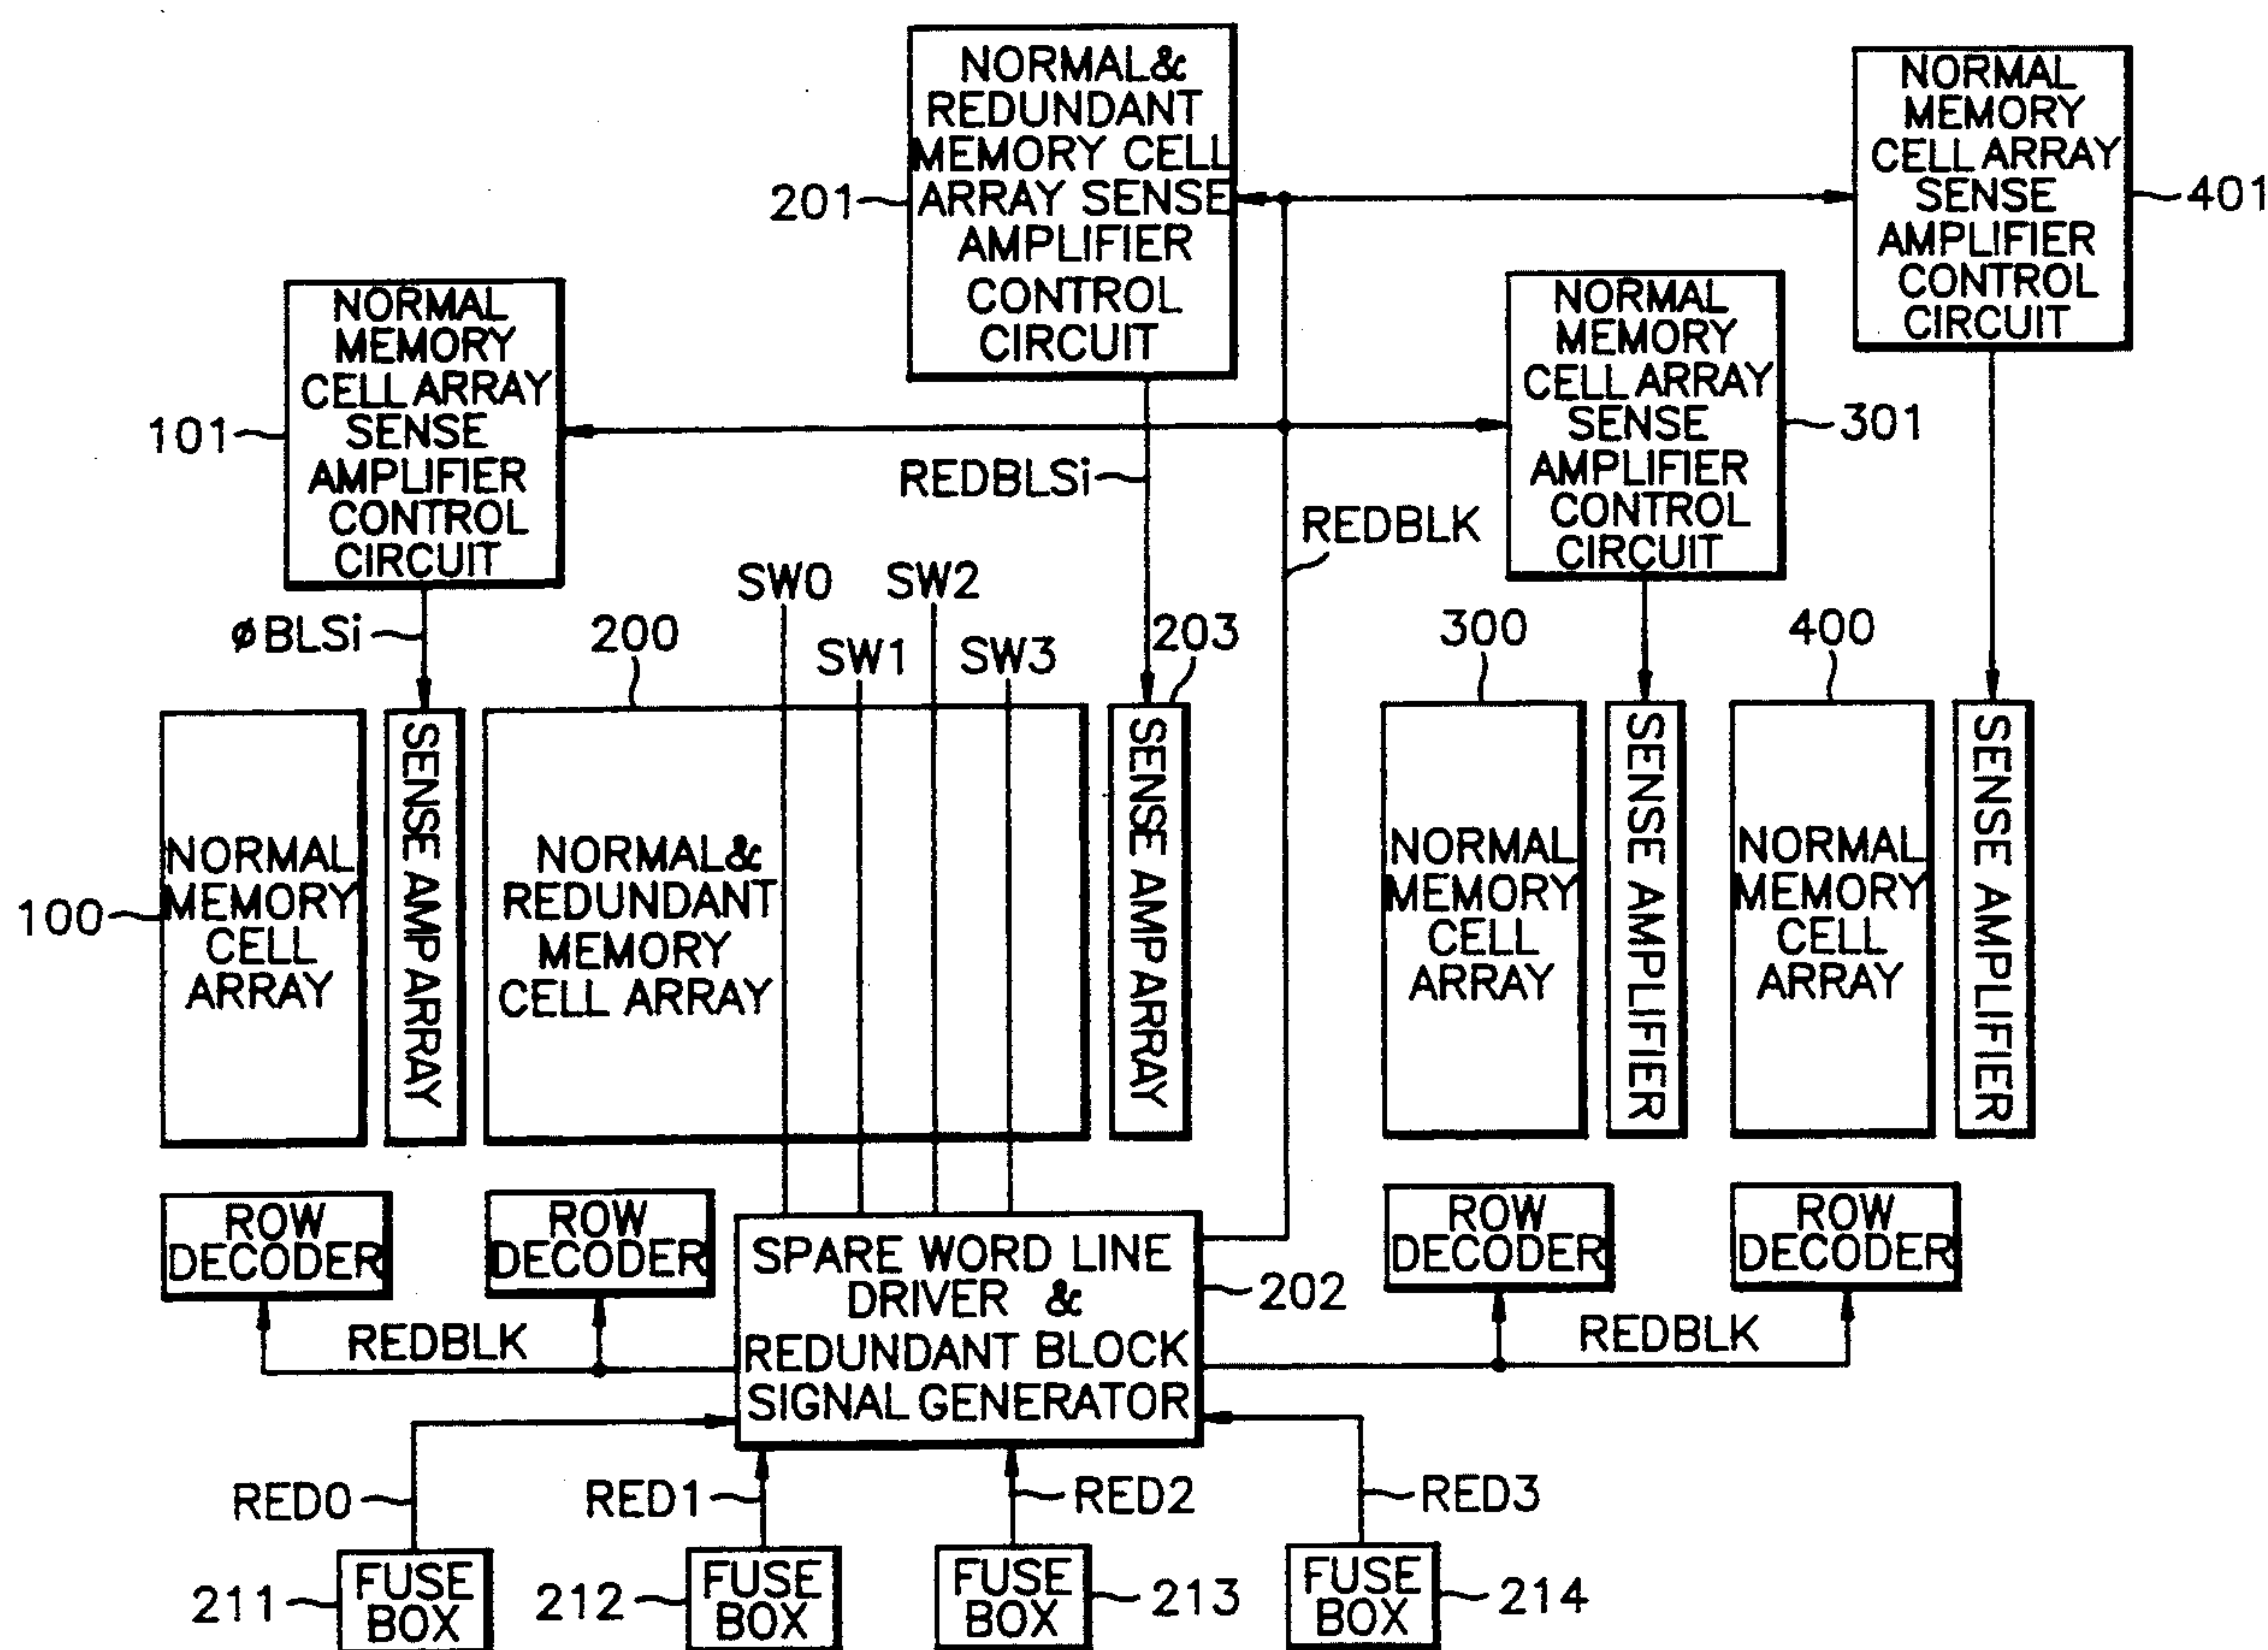 NORMAL&
REDUNDANT
MEMORY CELL
ARRAY SENSE
AMPLIFIER
CONTROL
CIRCUIT
201
NORMAL
MEMORY
CELL ARRAY
SENSE
AMPLIFIER
CONTROL
CIRCUIT
401
NORMAL
MEMORY
CELL ARRAY
SENSE
AMPLIFIER
CONTROL
CIRCUIT
101
NORMAL
MEMORY
CELL ARRAY
SENSE
AMPLIFIER
CONTROL
CIRCUIT
301
REDBLSi
REDBLK
øBLSi
200
SW0
SW1
SW2
SW3
203
300
400
100
NORMAL
MEMORY
CELL
ARRAY
SENSE AMP ARRAY
NORMAL&
REDUNDANT
MEMORY
CELL ARRAY
SENSE AMP ARRAY
NORMAL
MEMORY
CELL
ARRAY
SENSE AMPLIFIER
NORMAL
MEMORY
CELL
ARRAY
SENSE AMPLIFIER
ROW
DECODER
ROW
DECODER
SPARE WORD LINE
DRIVER &
REDUNDANT BLOCK
SIGNAL GENERATOR
202
ROW
DECODER
ROW
DECODER
REDBLK
REDBLK
RED0
RED1
RED2
RED3
211
FUSE
BOX
212
FUSE
BOX
FUSE
BOX
213
FUSE
BOX
214